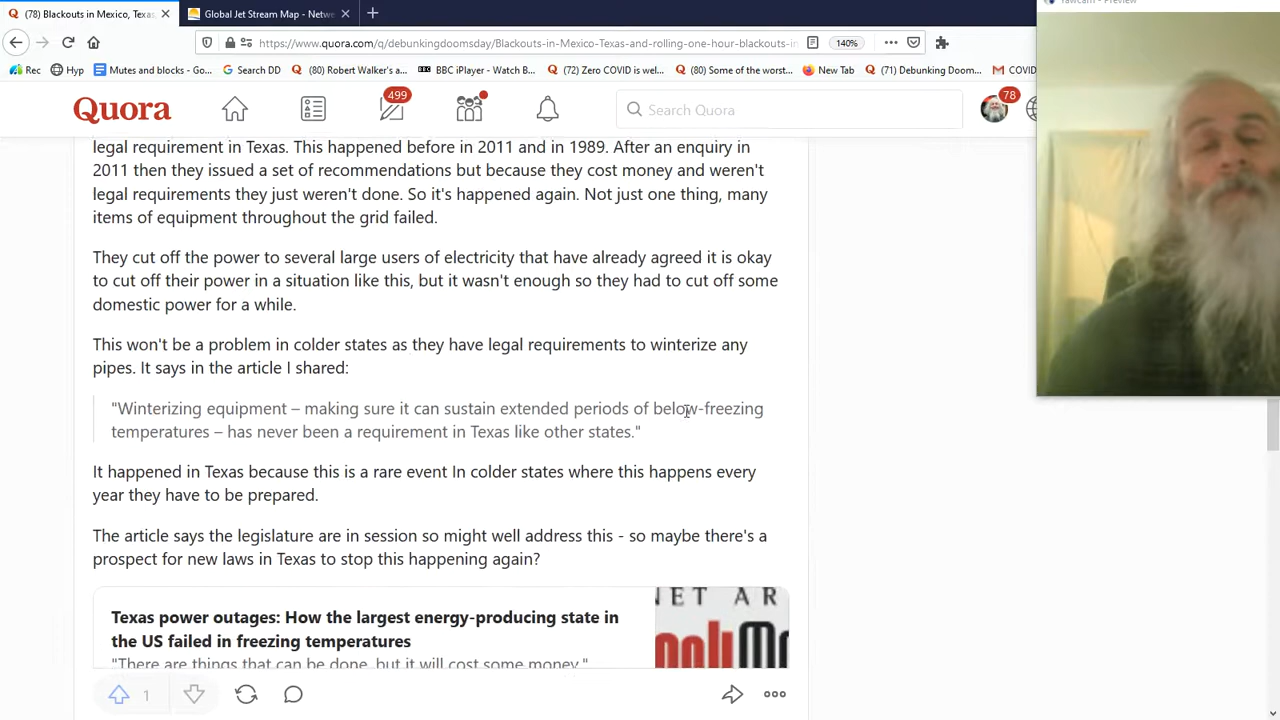 (78) Blackouts in Mexico, Texas,
Global Jet Stream Map - Netwe
Yawcam - Preview
https://www.quora.com/q/debunkingdoomsday/Blackouts-in-Mexico-Texas-and-rolling-one-hour-blackouts-in-
140%
Rec
Hyp
Mutes and blocks - Go...
Search DD
(80) Robert Walker's a...
BBC iPlayer - Watch B...
(72) Zero COVID is wel...
(80) Some of the worst...
New Tab
(71) Debunking Doom...
COVID
Quora
499
Search Quora
78
legal requirement in Texas. This happened before in 2011 and in 1989. After an enquiry in
2011 then they issued a set of recommendations but because they cost money and weren't
legal requirements they just weren't done. So it's happened again. Not just one thing, many
items of equipment throughout the grid failed.
They cut off the power to several large users of electricity that have already agreed it is okay
to cut off their power in a situation like this, but it wasn't enough so they had to cut off some
domestic power for a while.
This won't be a problem in colder states as they have legal requirements to winterize any
pipes. It says in the article I shared:
"Winterizing equipment – making sure it can sustain extended periods of below-freezing
temperatures – has never been a requirement in Texas like other states."
It happened in Texas because this is a rare event In colder states where this happens every
year they have to be prepared.
The article says the legislature are in session so might well address this - so maybe there's a
prospect for new laws in Texas to stop this happening again?
Texas power outages: How the largest energy-producing state in
the US failed in freezing temperatures
"There are things that can be done, but it will cost some money."
NET AR
1